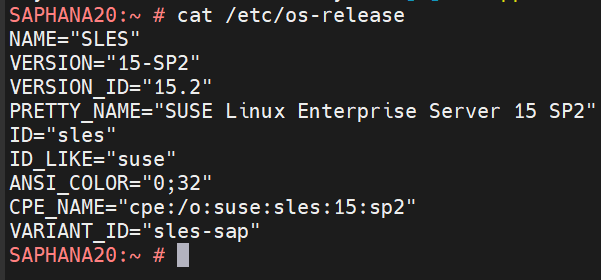 SAPHANA20:~ # cat /etc/os-release
NAME="SLES"
VERSION="15-SP2"
VERSION_ID="15.2"
PRETTY_NAME="SUSE Linux Enterprise Server 15 SP2"
ID="sles"
ID_LIKE="suse"
ANSI_COLOR="0;32"
CPE_NAME="cpe:/o:suse:sles:15:sp2"
VARIANT_ID="sles-sap"
SAPHANA20:~ #